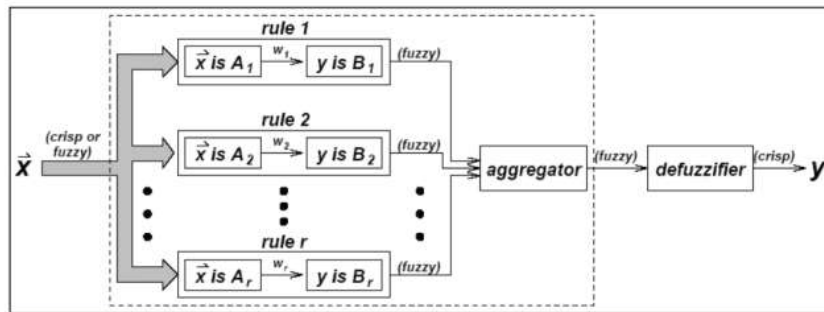 rule 1
x is A1 w1 y is B1 (fuzzy)
rule 2
(crisp or
fuzzy)
x is A2 w2 y is B2 (fuzzy)
x aggregator (fuzzy) defuzzifier (crisp) y
rule r
x is Ar wr y is Br (fuzzy)